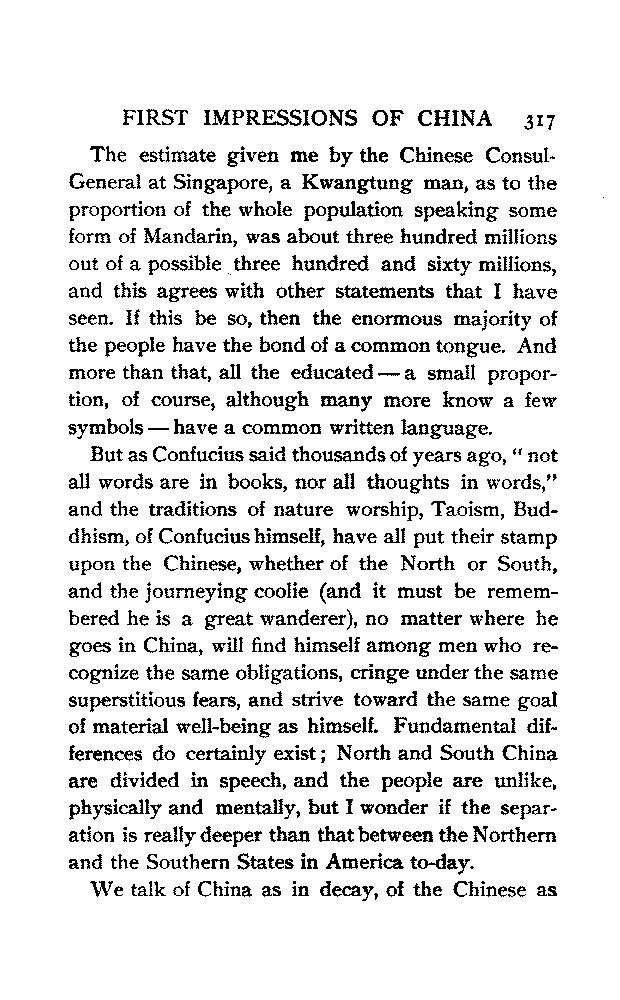 FIRST IMPRESSIONS OF CHINA 317
The estimate given me by the Chinese Consul-
General at Singapore, a Kwangtung man, as to the
proportion of the whole population speaking some
form of Mandarin, was about three hundred millions
out of a possible three hundred and sixty millions,
and this agrees with other statements that I have
seen. If this be so, then the enormous majority of
the people have the bond of a common tongue. And
more than that, all the educated — a small propor-
tion, of course, although many more know a few
symbols — have a common written language.
But as Confucius said thousands of years ago, " not
all words are in books, nor all thoughts in words,"
and the traditions of nature worship, Taoism, Bud-
dhism, of Confucius himself, have all put their stamp
upon the Chinese, whether of the North or South,
and the journeying coolie (and it must be remem-
bered he is a great wanderer), no matter where he
goes in China, will find himself among men who re-
cognize the same obligations, cringe under the same
superstitious fears, and strive toward the same goal
of material well-being as himself. Fundamental dif-
ferences do certainly exist; North and South China
are divided in speech, and the people are unlike,
physically and mentally, but I wonder if the separ-
ation is really deeper than that between the Northern
and the Southern States in America to-day.
We talk of China as in decay, of the Chinese as